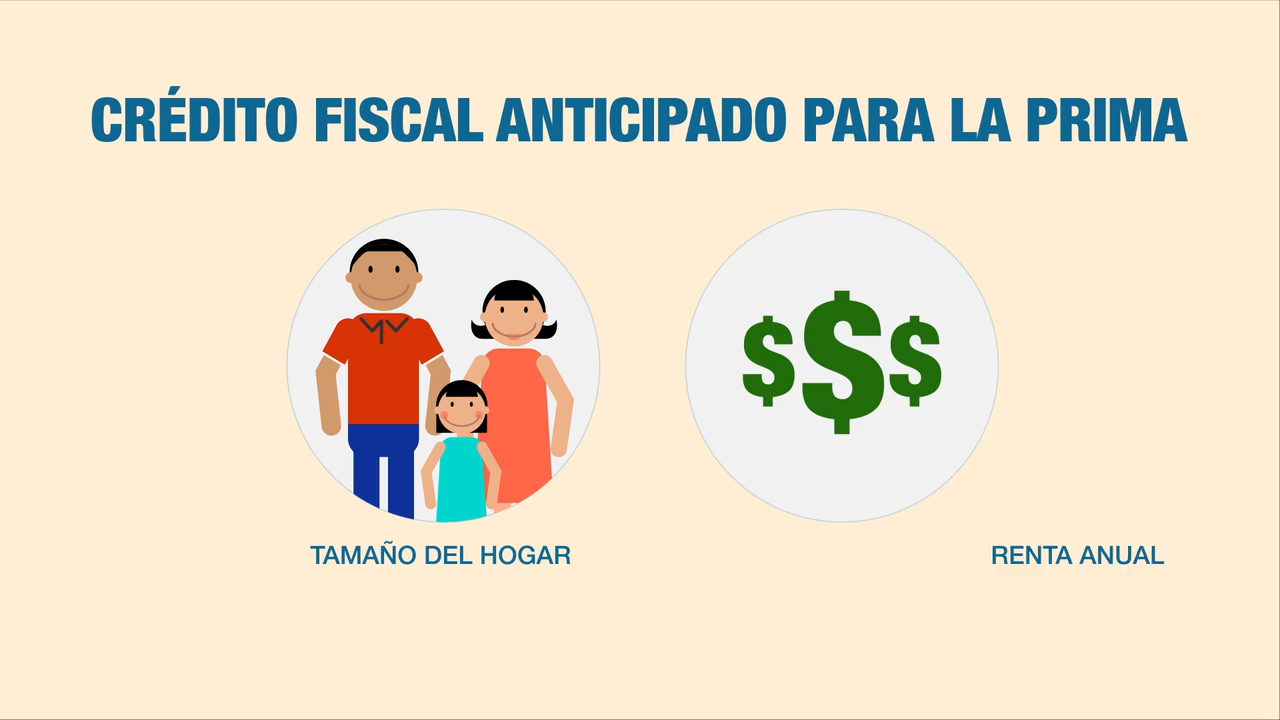 CRÉDITO FISCAL ANTICIPADO PARA LA PRIMA
$$$
TAMAÑO DEL HOGAR
RENTA ANUAL